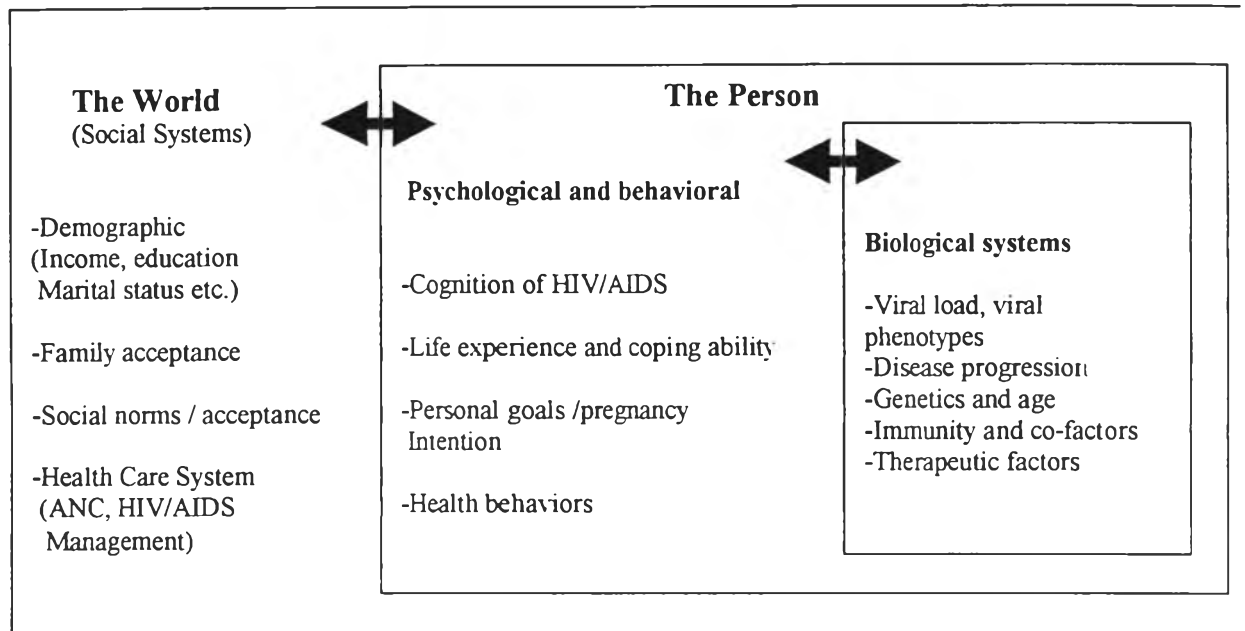 The World
(Social Systems)
-Demographic
(Income, education
Marital status etc.)
-Family acceptance
-Social norms / acceptance
-Health Care System
(ANC, HIV/AIDS
Management)
The Person
Psychological and behavioral
-Cognition of HIV/AIDS
-Life experience and coping ability
-Personal goals /pregnancy
Intention
-Health behaviors
Biological systems
-Viral load, viral
phenotypes
-Disease progression
-Genetics and age
-Immunity and co-factors
-Therapeutic factors